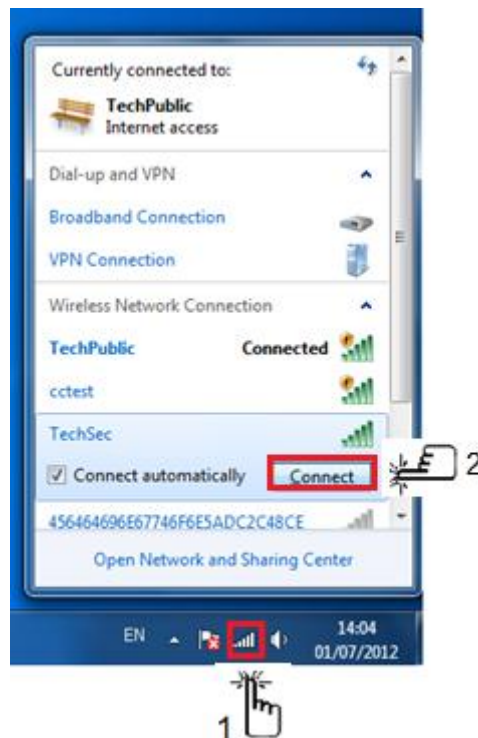 Currently connected to:
TechPublic
Internet access
Dial-up and VPN
Broadband Connection
VPN Connection
Wireless Network Connection
TechPublic Connected
cctest
TechSec
Connect automatically Connect
2
456464696E67746F6E5ADC2C48CE
Open Network and Sharing Center
EN 14:04
01/07/2012
1